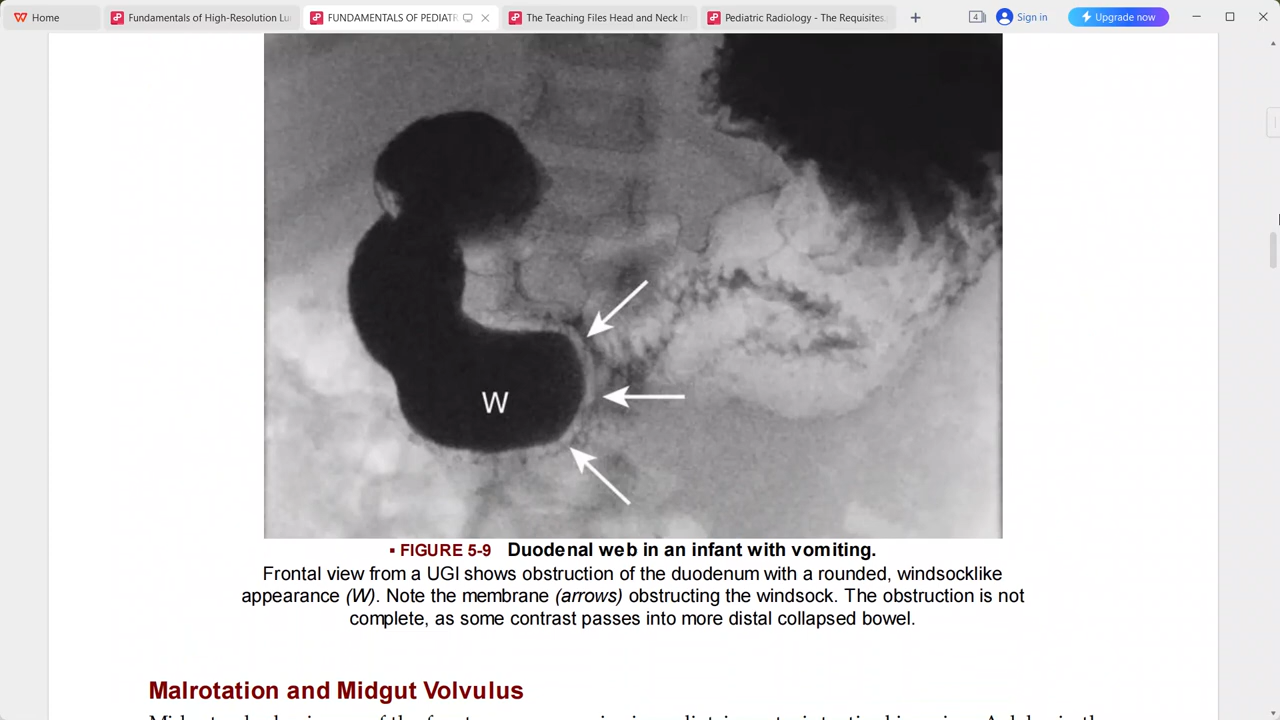 Home
Fundamentals of High-Resolution Lu
FUNDAMENTALS OF PEDIATR
The Teaching Files Head and Neck Im
Pediatric Radiology - The Requisites
4
Sign in
Upgrade now
W
▪ FIGURE 5-9 Duodenal web in an infant with vomiting.
Frontal view from a UGI shows obstruction of the duodenum with a rounded, windsocklike
appearance (W). Note the membrane (arrows) obstructing the windsock. The obstruction is not
complete, as some contrast passes into more distal collapsed bowel.
Malrotation and Midgut Volvulus